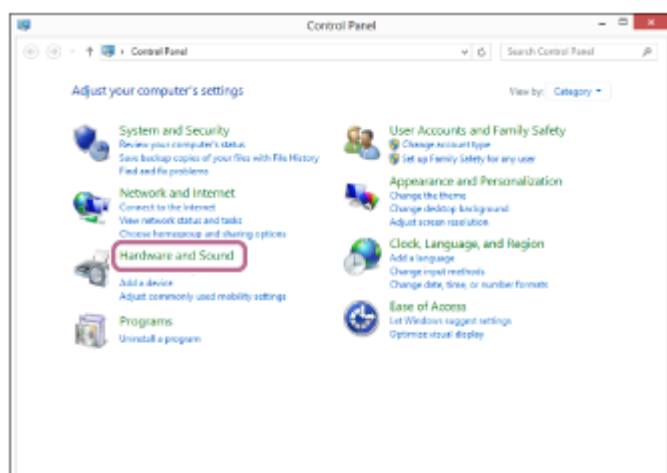 Control Panel
Control Panel
Search Control Panel
Adjust your computer's settings
View by: Category
System and Security
Review your computer's status
Save backup copies of your files with File History
Find and fix problems
Network and Internet
Connect to the Internet
View network status and tasks
Choose homegroup and sharing options
Hardware and Sound
Add a device
Adjust commonly used mobility settings
Programs
Uninstall a program
User Accounts and Family Safety
Change account type
Set up Family Safety for any user
Appearance and Personalization
Change the theme
Change desktop background
Adjust screen resolution
Clock, Language, and Region
Add a language
Change input methods
Change date, time, or number formats
Ease of Access
Let Windows suggest settings
Optimize visual display